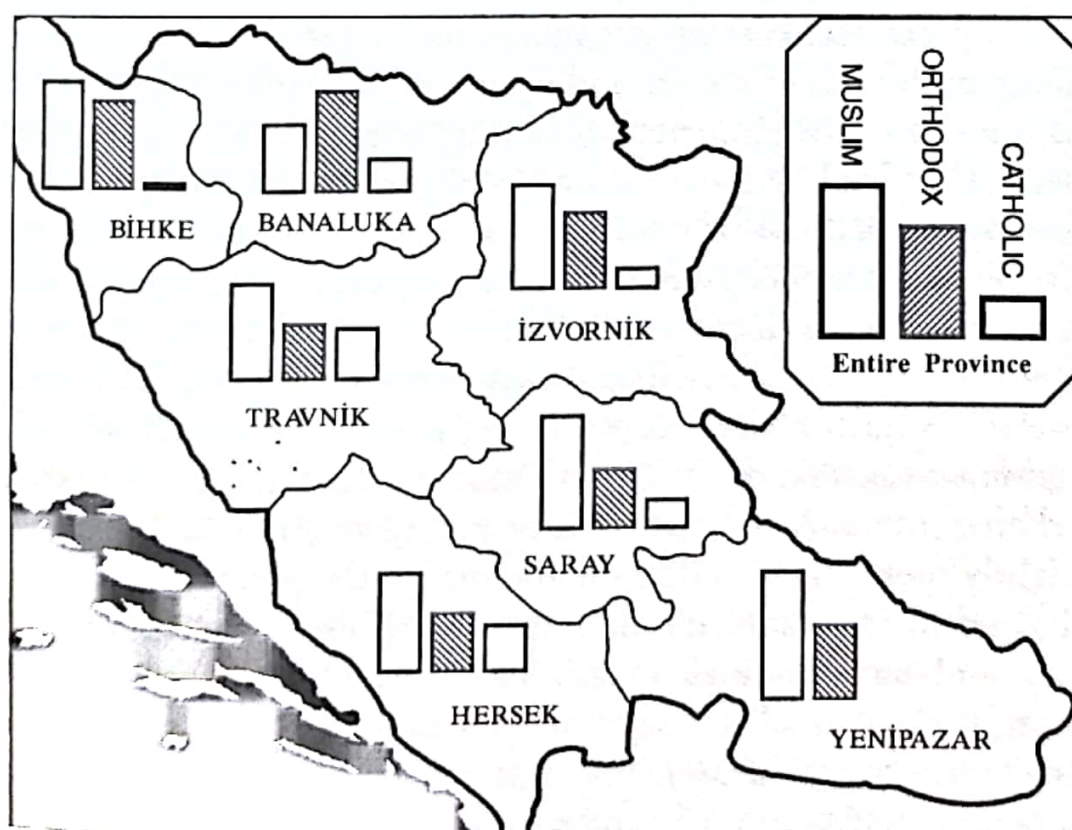 MUSLIM
ORTHODOX
CATHOLIC
Entire Province
BİHKE
BANALUKA
İZVORNİK
TRAVNİK
SARAY
HERSEK
YENİPAZAR